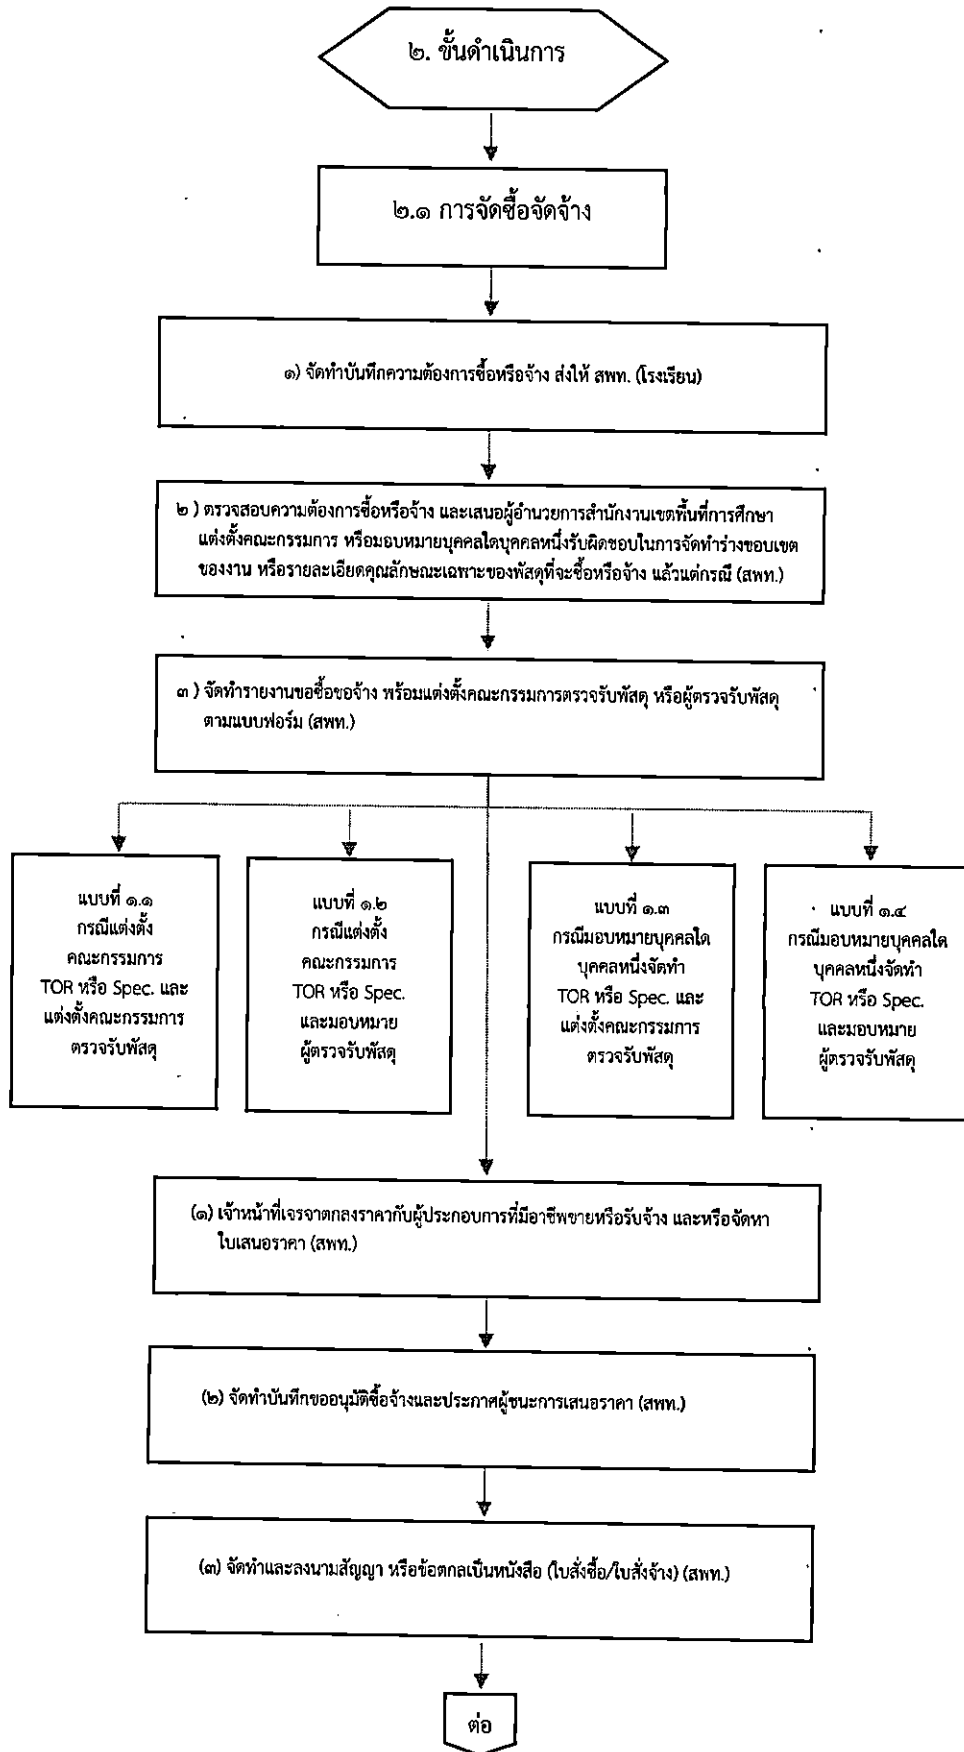 ๒. ขั้นดำเนินการ
๒.๑ การจัดซื้อจัดจ้าง
๑) จัดทำบันทึกความต้องการซื้อหรือจ้าง ส่งให้ สพท. (โรงเรียน)
๒ ) ตรวจสอบความต้องการซื้อหรือจ้าง และเสนอผู้อำนวยการสำนักงานเขตพื้นที่การศึกษา
แต่งตั้งคณะกรรมการ หรือมอบหมายบุคคลใดบุคคลหนึ่งรับผิดชอบในการจัดทำร่างขอบเขต
ของงาน หรือรายละเอียดคุณลักษณะเฉพาะของพัสดุที่จะซื้อหรือจ้าง แล้วแต่กรณี (สพท.)
๓ ) จัดทำรายงานขอซื้อขอจ้าง พร้อมแต่งตั้งคณะกรรมการตรวจรับพัสดุ หรือผู้ตรวจรับพัสดุ
ตามแบบฟอร์ม (สพท.)
แบบที่ ๑.๑
กรณีแต่งตั้ง
คณะกรรมการ
TOR หรือ Spec. และ
แต่งตั้งคณะกรรมการ
ตรวจรับพัสดุ
แบบที่ ๑.๒
กรณีแต่งตั้ง
คณะกรรมการ
TOR หรือ Spec.
และมอบหมาย
ผู้ตรวจรับพัสดุ
แบบที่ ๑.๓
กรณีมอบหมายบุคคลใด
บุคคลหนึ่งจัดทำ
TOR หรือ Spec. และ
แต่งตั้งคณะกรรมการ
ตรวจรับพัสดุ
แบบที่ ๑.๔
กรณีมอบหมายบุคคลใด
บุคคลหนึ่งจัดทำ
TOR หรือ Spec.
และมอบหมาย
ผู้ตรวจรับพัสดุ
(๑) เจ้าหน้าที่เจรจาตกลงราคากับผู้ประกอบการที่มีอาชีพขายหรือรับจ้าง และหรือจัดหา
ใบเสนอราคา (สพท.)
(๒) จัดทำบันทึกขออนุมัติซื้อจ้างและประกาศผู้ชนะการเสนอราคา (สพท.)
(๓) จัดทำและลงนามสัญญา หรือข้อตกลเป็นหนังสือ (ใบสั่งซื้อ/ใบสั่งจ้าง) (สพท.)
ต่อ